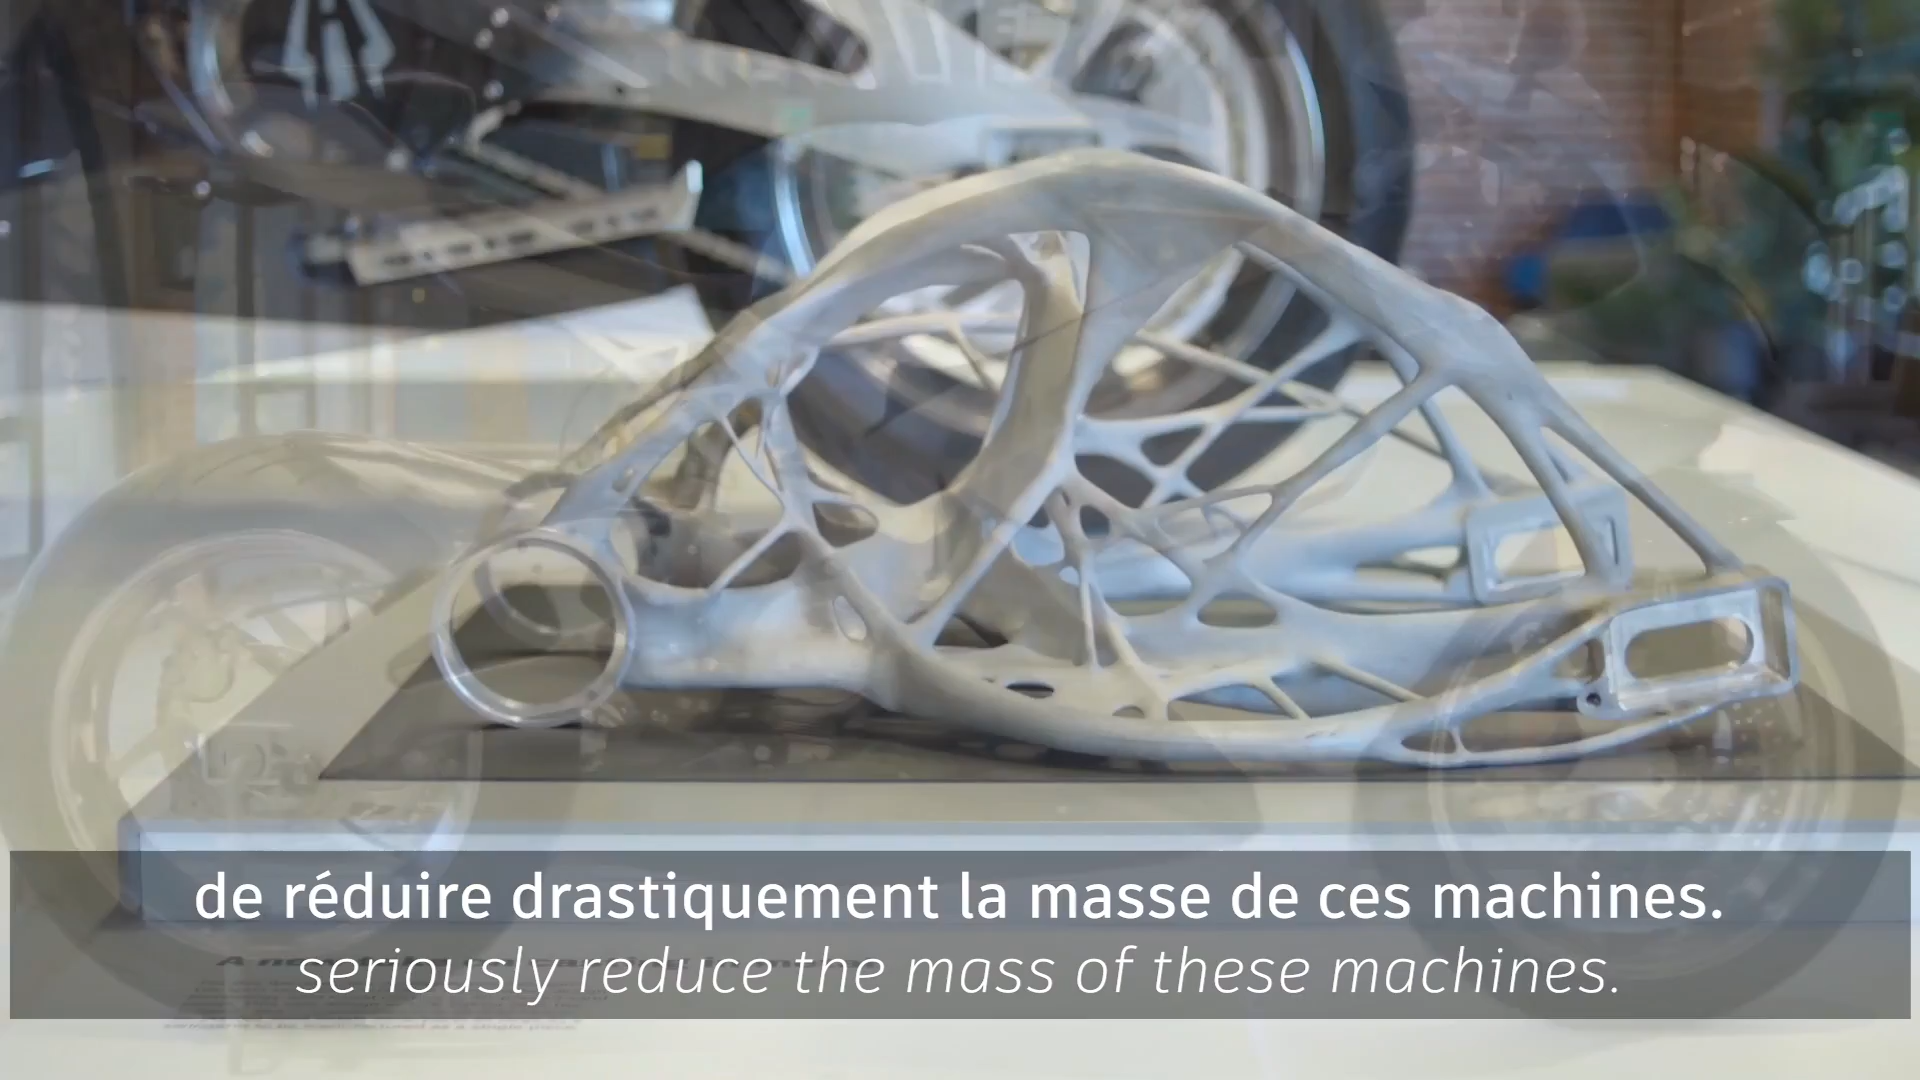 de réduire drastiquement la masse de ces machines.
seriously reduce the mass of these machines.